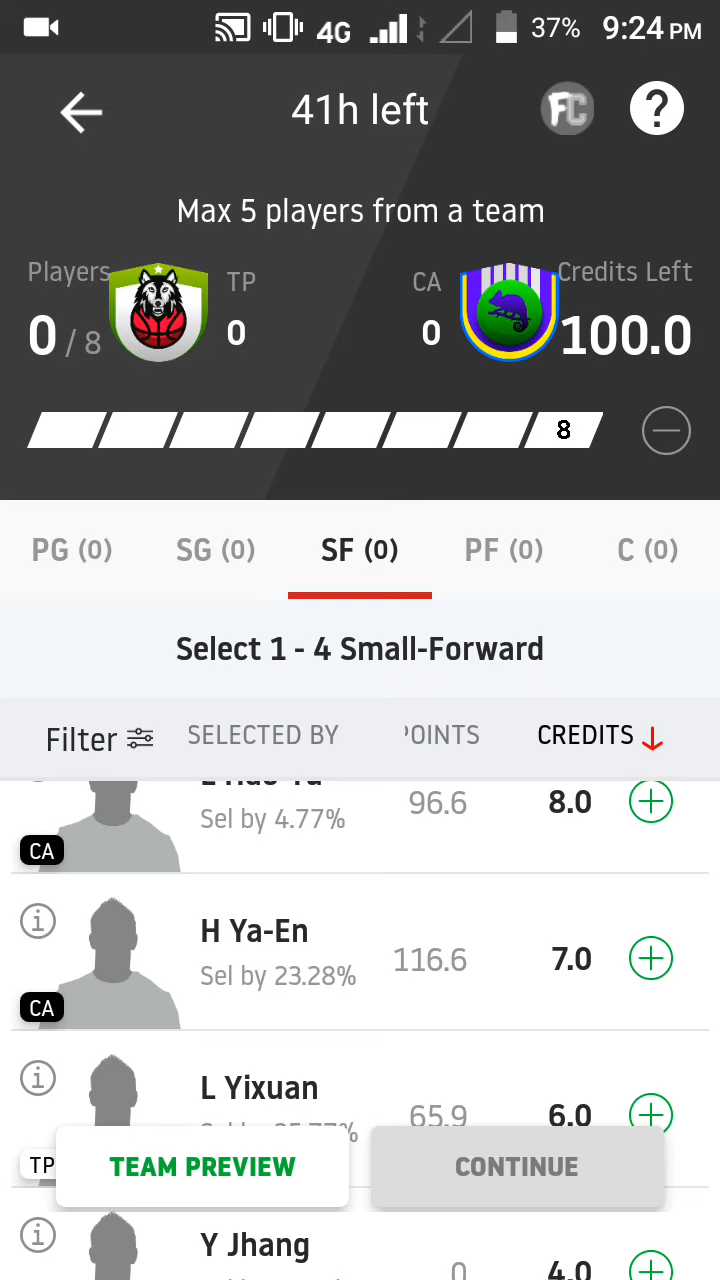 4G 37% 9:24 PM
41h left FC ?
Max 5 players from a team
Players TP CA Credits Left
0 / 8 0 0 100.0
8
PG (0) SG (0) SF (0) PF (0) C (0)
Select 1 - 4 Small-Forward
Filter SELECTED BY POINTS CREDITS
Sel by 4.77% 96.6 8.0
CA
H Ya-En
Sel by 23.28% 116.6 7.0
CA
L Yixuan
65.9 6.0
TP TEAM PREVIEW CONTINUE
Y Jhang
0 4.0